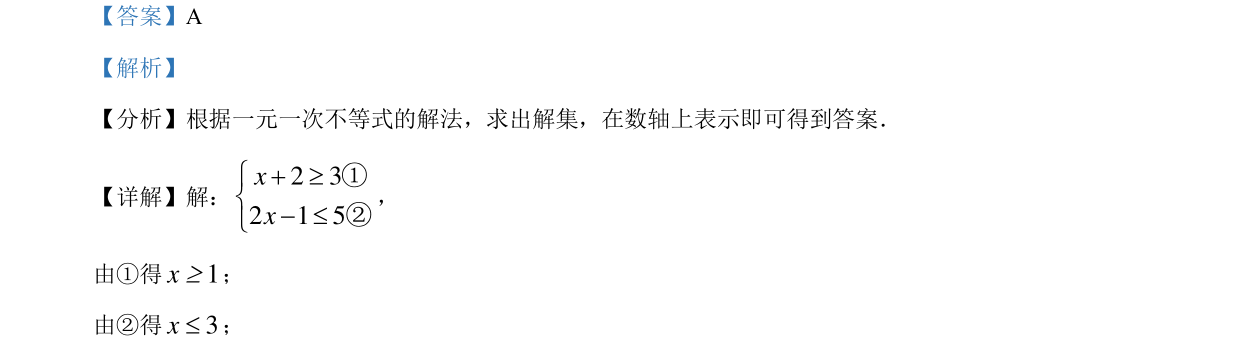 【答案】A
【解析】
【分析】根据一元一次不等式的解法，求出解集，在数轴上表示即可得到答案．
【详解】解：{x+2≥3①
2x−1≤5②，
由①得 x≥1；
由②得 x≤3；